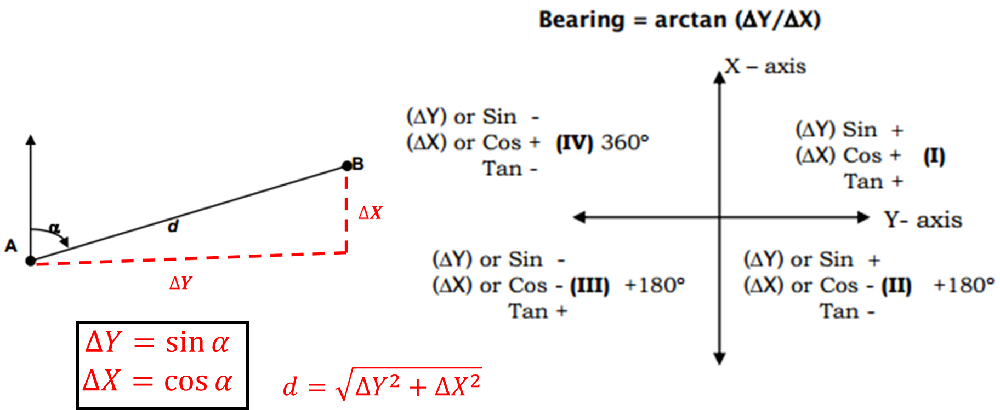 Bearing = arctan (ΔY/ΔX)
X – axis
(ΔY) or Sin -
(ΔX) or Cos + (IV) 360°
Tan -
(ΔY) Sin +
(ΔX) Cos + (I)
Tan +
B
ΔX
α
d
A
ΔY
Y- axis
(ΔY) or Sin -
(ΔX) or Cos - (III) +180°
Tan +
(ΔY) or Sin +
(ΔX) or Cos - (II) +180°
Tan -
ΔY = sin α
ΔX = cos α
d = √ΔY² + ΔX²